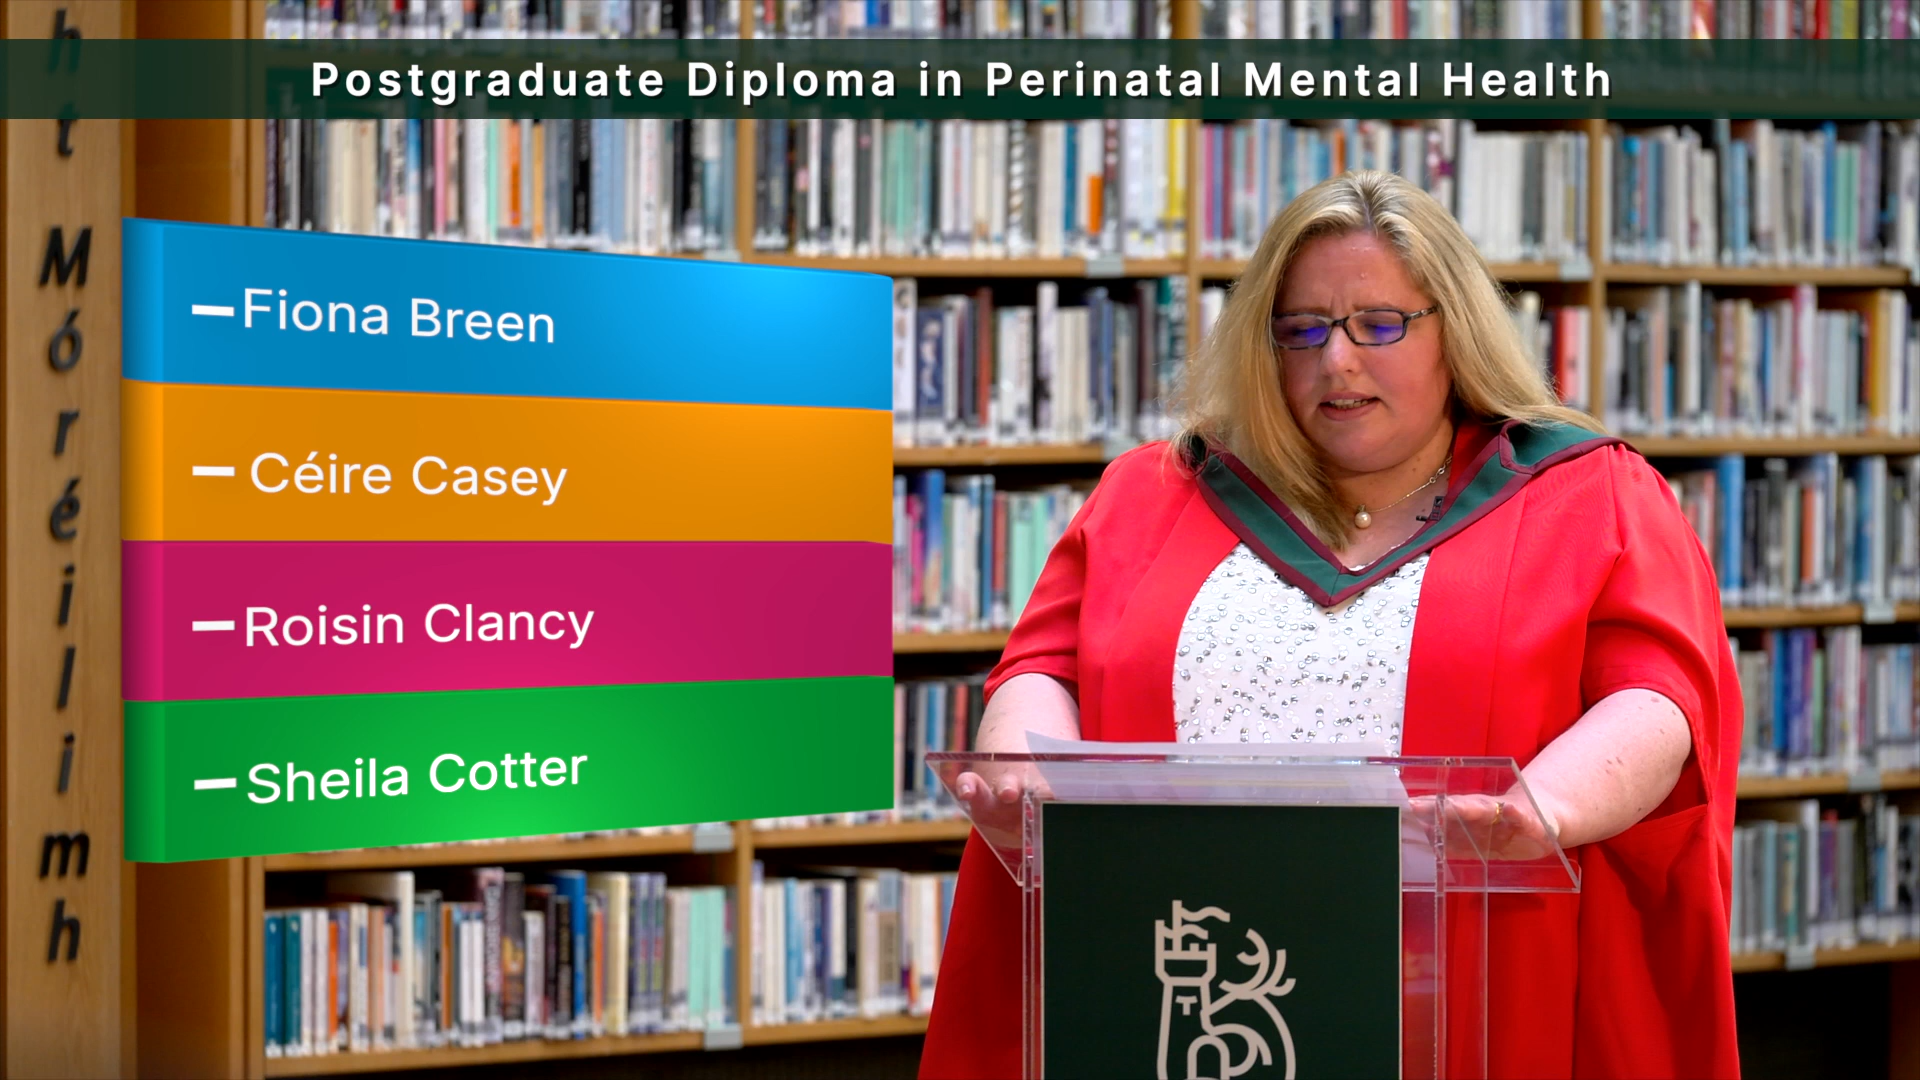 Postgraduate Diploma in Perinatal Mental Health
ht Móréilimh
Fiona Breen
Céire Casey
Roisin Clancy
Sheila Cotter